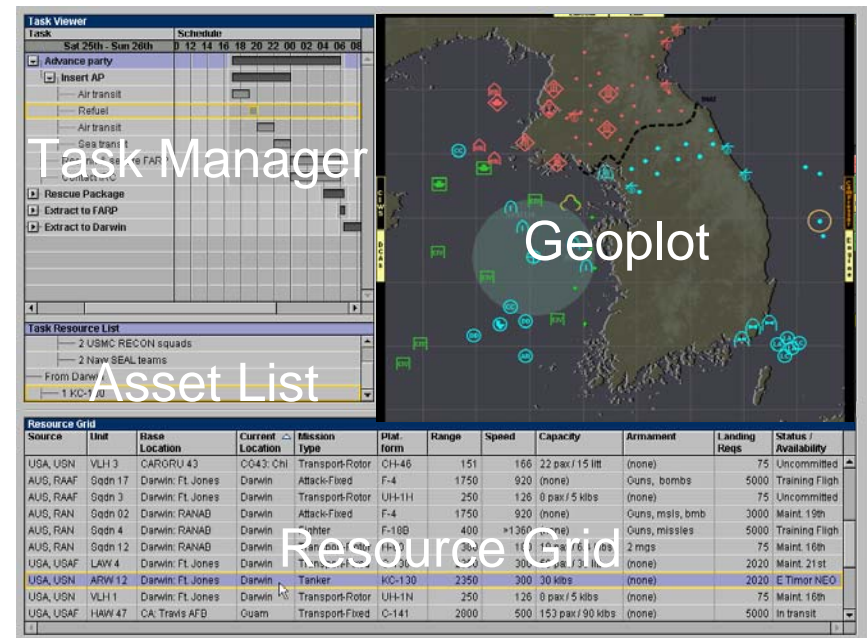 Task Viewer
Task Schedule
Sat 25th - Sun 26th 12 14 16 18 20 22 00 02 04 06 08
Advance party
Insert AP
Air transit
Refuel
Air transit
Sea transit
Task Manager
Rescue Package
Extract to FARP
Extract to Darwin
Geoplot
Task Resource List
2 USMC RECON squads
2 Navy SEAL teams
From Darwin
1 KC-130
Asset List
Resource Grid
Source Unit Base Location Current Location Mission Type Plat-form Range Speed Capacity Armament Landing Reqs Status / Availability
USA, USN VLH 3 CARGRU 43 CG43: Chi Transport-Rotor CH-46 151 166 22 pax / 15 litt (none) 75 Uncommitted
AUS, RAAF Sqdn 17 Darwin: Ft. Jones Darwin Attack-Fixed F-4 1750 920 (none) Guns, bombs 5000 Training Fligh
AUS, RAAF Sqdn 3 Darwin: Ft. Jones Darwin Transport-Rotor UH-1H 250 126 8 pax / 5 klbs (none) 75 Uncommitted
AUS, RAN Sqdn 02 Darwin: RANAB Darwin Attack-Fixed F-4 1750 920 (none) Guns, msls, bmb 3000 Maint. 19th
AUS, RAN Sqdn 4 Darwin: RANAB Darwin Fighter F-18B 400 »1360 (none) Guns, missles 5000 Training Fligh
AUS, RAN Sqdn 12 Darwin: RANAB Darwin 2 mgs 75 Maint. 16th
USA, USAF LAW 4 Darwin: Ft. Jones Darwin 300 (none) 2020 Maint. 21st
Resource Grid
USA, USN ARW 12 Darwin: Ft. Jones Darwin Tanker KC-130 2350 300 30 klbs (none) 2020 E Timor NEO
USA, USN VLH 1 Darwin: Ft. Jones Darwin Transport-Rotor UH-1N 250 126 8 pax / 5 klbs (none) 75 Maint. 16th
USA, USAF HAW 47 CA: Travis AFB Guam Transport-Fixed C-141 2800 500 153 pax / 90 klbs (none) 5000 In transit